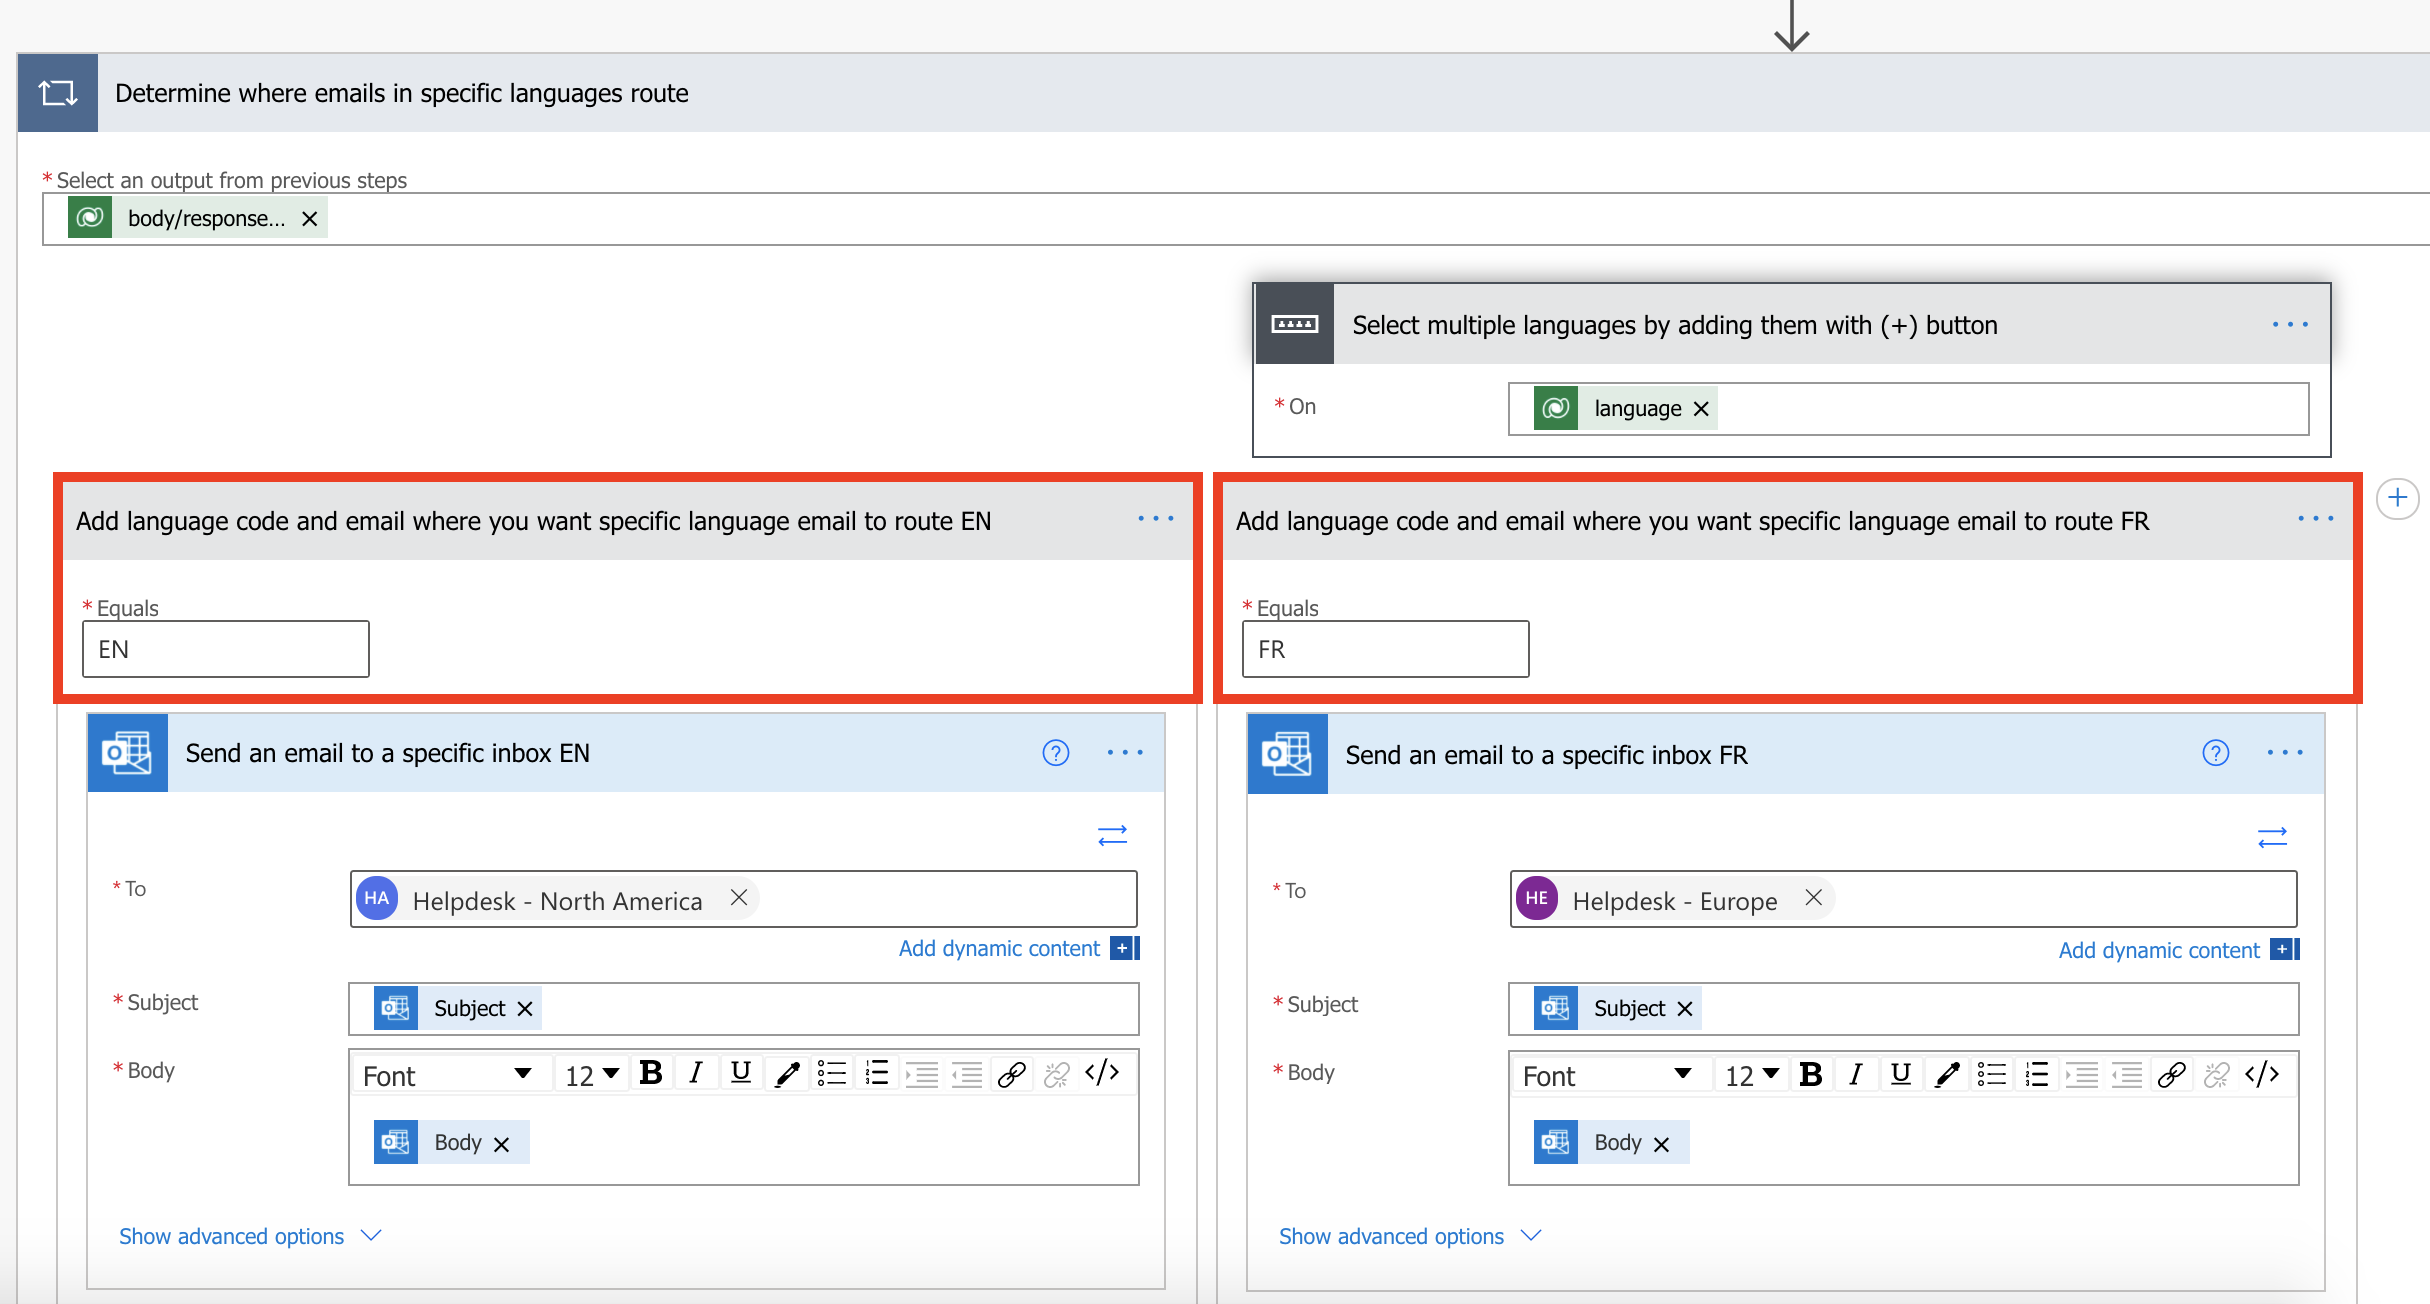 Determine where emails in specific languages route
* Select an output from previous steps
body/response... ×
Select multiple languages by adding them with (+) button
* On
language ×
Add language code and email where you want specific language email to route EN
* Equals
EN
Send an email to a specific inbox EN
* To
HA Helpdesk - North America ×
Add dynamic content
* Subject
Subject ×
* Body
Font 12 B I U </>
Body ×
Show advanced options
Add language code and email where you want specific language email to route FR
* Equals
FR
Send an email to a specific inbox FR
* To
HE Helpdesk - Europe ×
Add dynamic content
* Subject
Subject ×
* Body
Font 12 B I U </>
Body ×
Show advanced options